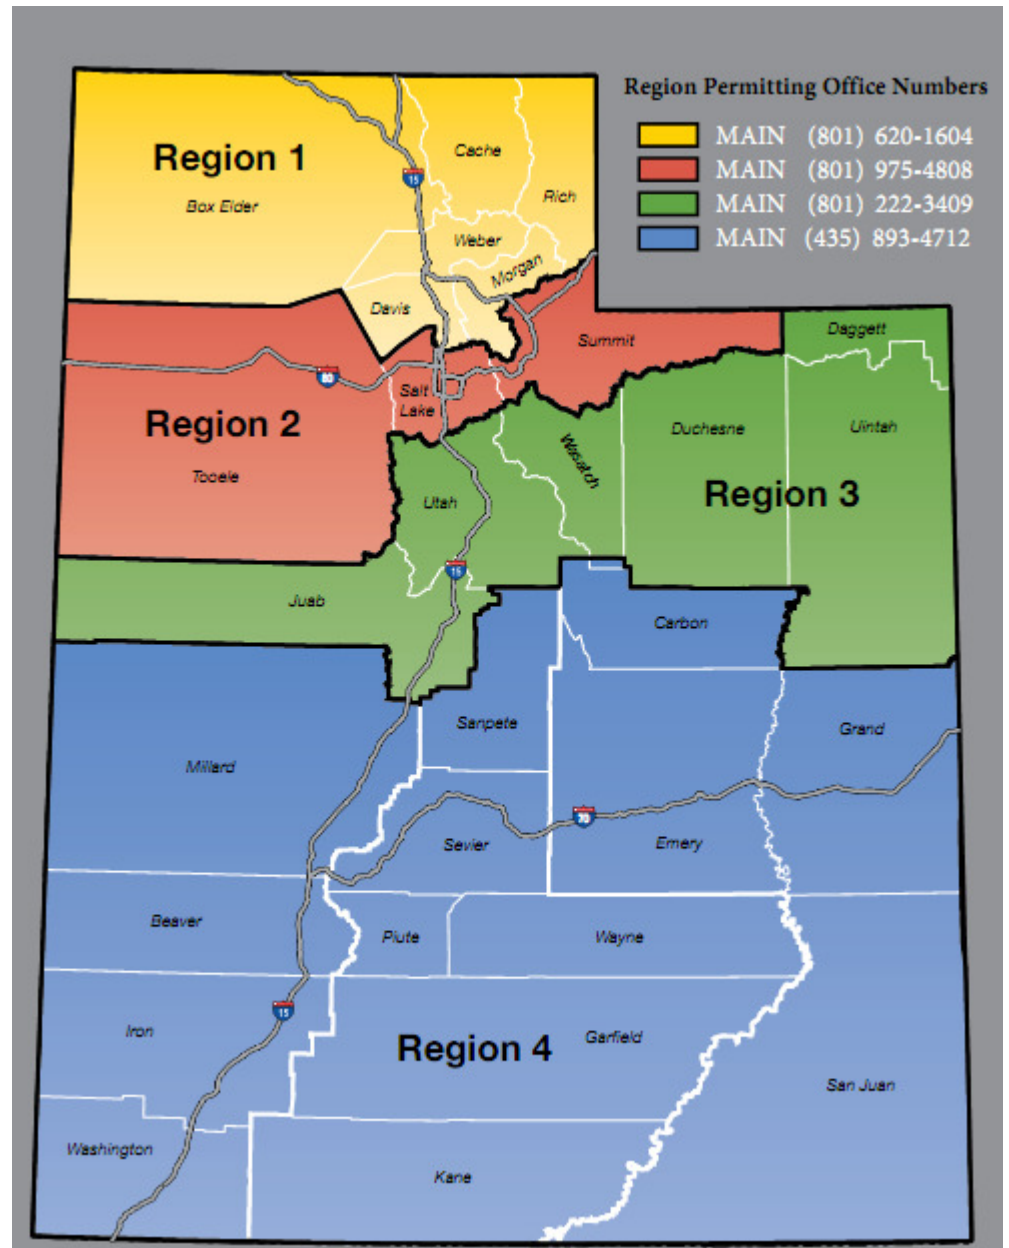 Region Permitting Office Numbers
MAIN (801) 620-1604
MAIN (801) 975-4808
MAIN (801) 222-3409
MAIN (435) 893-4712
Region 1
Box Elder
Cache
Rich
15
Weber
Morgan
Davis
Summit
Daggett
80
Salt
Lake
Region 2
Tooele
Duchesne
Uintah
Wasatch
Region 3
Utah
15
Juab
Carbon
Sanpete
Grand
Millard
70
Sevier
Emery
Beaver
Piute
Wayne
15
Iron
Region 4
Garfield
San Juan
Washington
Kane